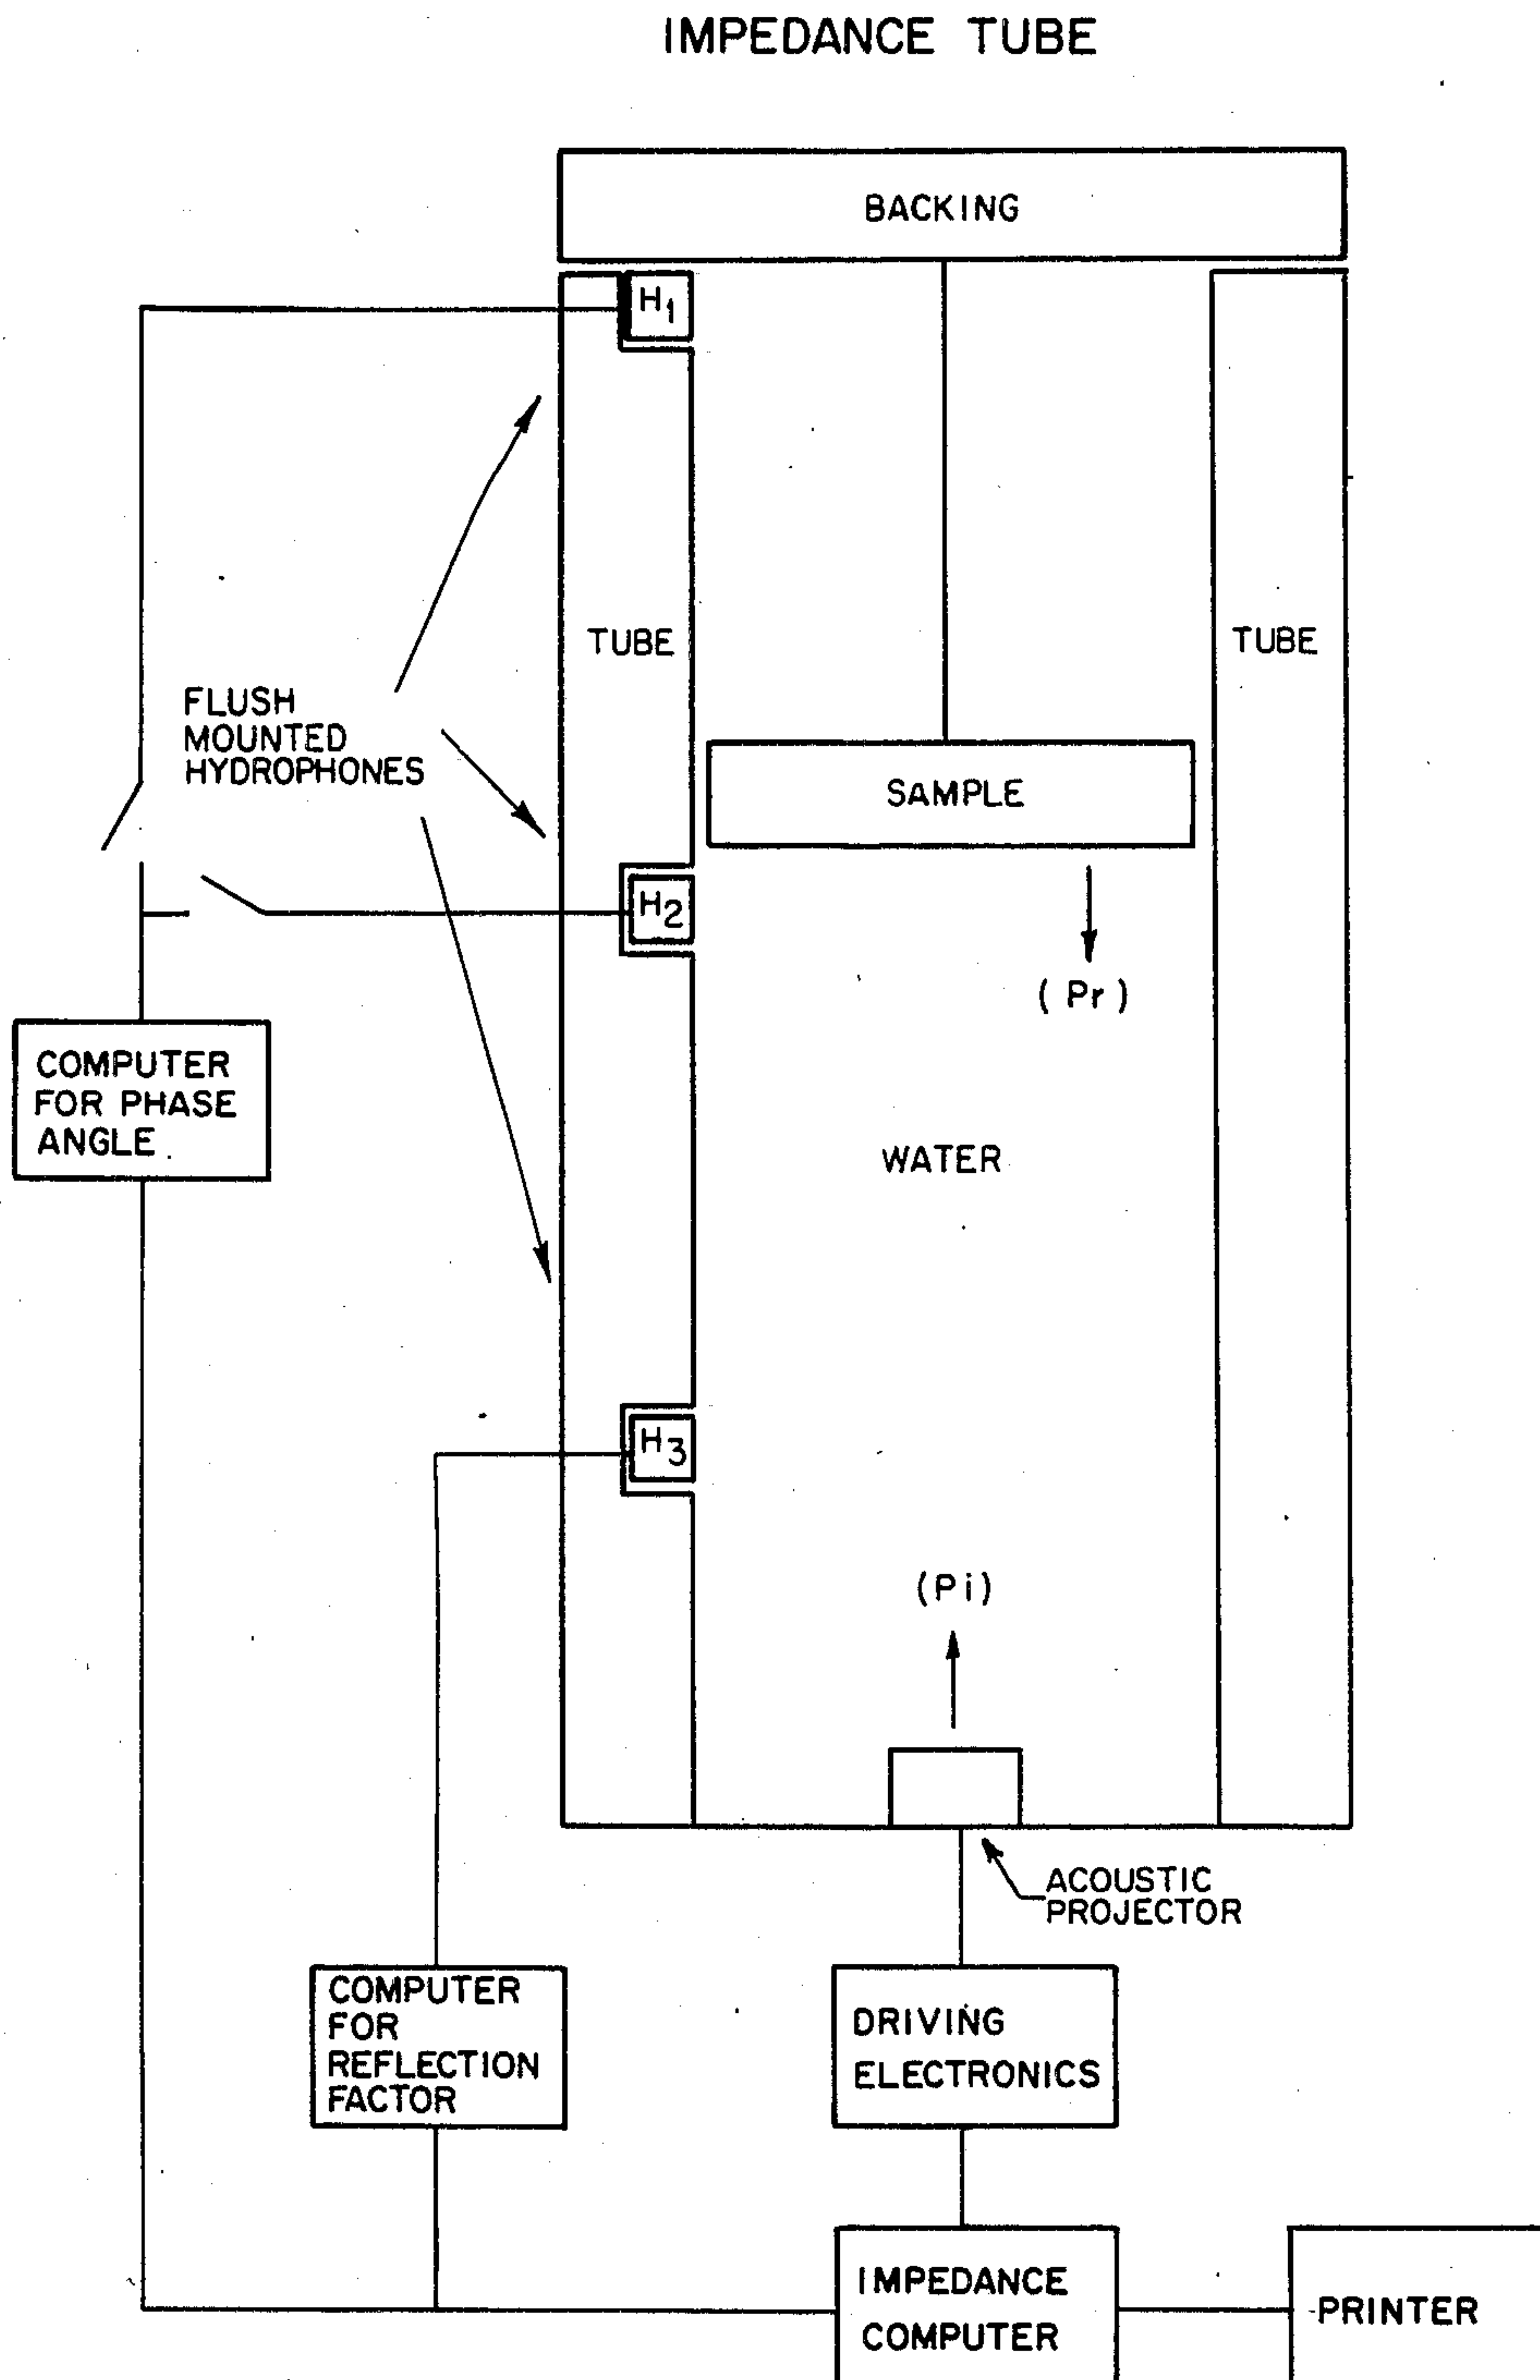 IMPEDANCE TUBE
BACKING
H1
TUBE
TUBE
FLUSH
MOUNTED
HYDROPHONES
SAMPLE
H2
( Pr )
COMPUTER
FOR PHASE
ANGLE
WATER
H3
(Pi)
ACOUSTIC
PROJECTOR
COMPUTER
FOR
REFLECTION
FACTOR
DRIVING
ELECTRONICS
IMPEDANCE
COMPUTER
PRINTER